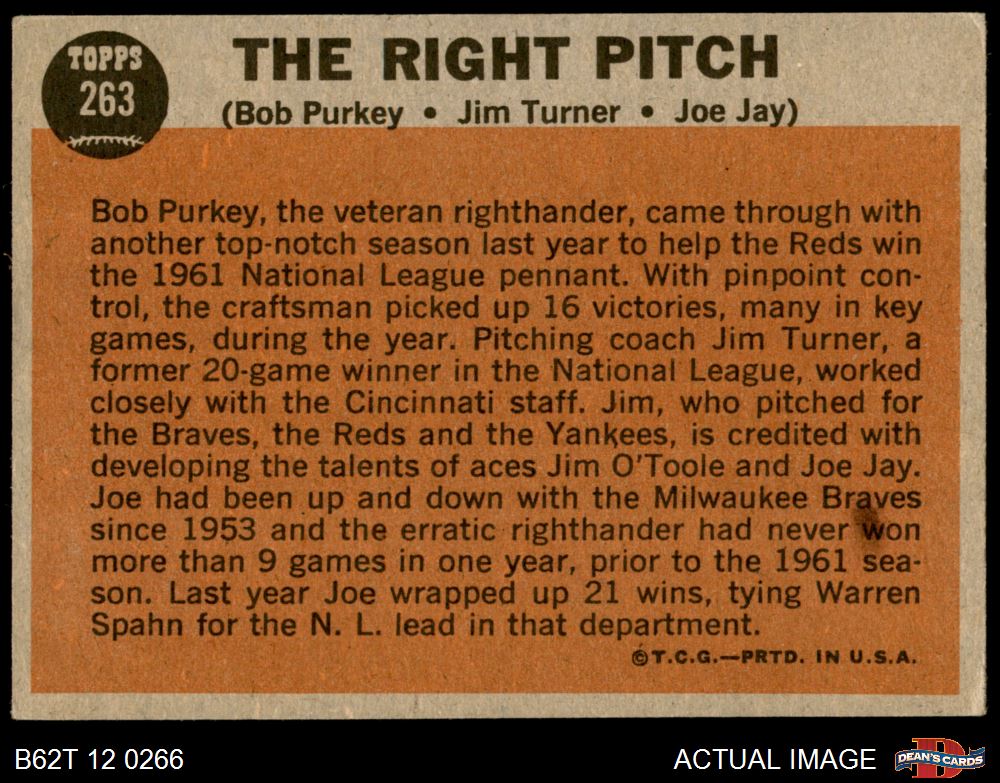 TOPPS
263
THE RIGHT PITCH
(Bob Purkey • Jim Turner • Joe Jay)
Bob Purkey, the veteran righthander, came through with
another top-notch season last year to help the Reds win
the 1961 National League pennant. With pinpoint con-
trol, the craftsman picked up 16 victories, many in key
games, during the year. Pitching coach Jim Turner, a
former 20-game winner in the National League, worked
closely with the Cincinnati staff. Jim, who pitched for
the Braves, the Reds and the Yankees, is credited with
developing the talents of aces Jim O'Toole and Joe Jay.
Joe had been up and down with the Milwaukee Braves
since 1953 and the erratic righthander had never won
more than 9 games in one year, prior to the 1961 sea-
son. Last year Joe wrapped up 21 wins, tying Warren
Spahn for the N. L. lead in that department.
©T.C.G.—PRTD. IN U.S.A.
B62T 12 0266
ACTUAL IMAGE
DEAN'S CARDS